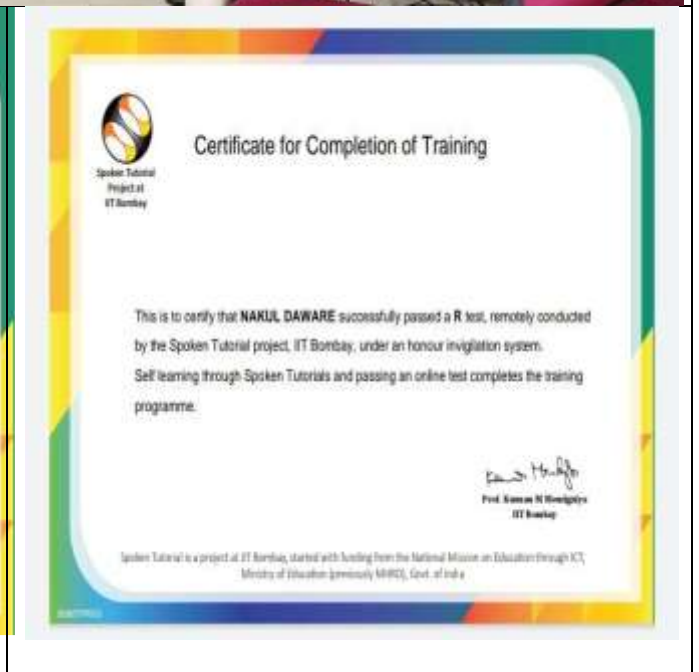 Spoken Tutorial
Project at
IIT Bombay
Certificate for Completion of Training
This is to certify that NAKUL DAWARE successfully passed a R test, remotely conducted
by the Spoken Tutorial project, IIT Bombay, under an honour invigilation system.
Self learning through Spoken Tutorials and passing an online test completes the training
programme.
Prof. Kannan M Moudgalya
IIT Bombay
Spoken Tutorial is a project at IIT Bombay, started with funding from the National Mission on Education through ICT,
Ministry of Education (previously MHRD), Govt. of India